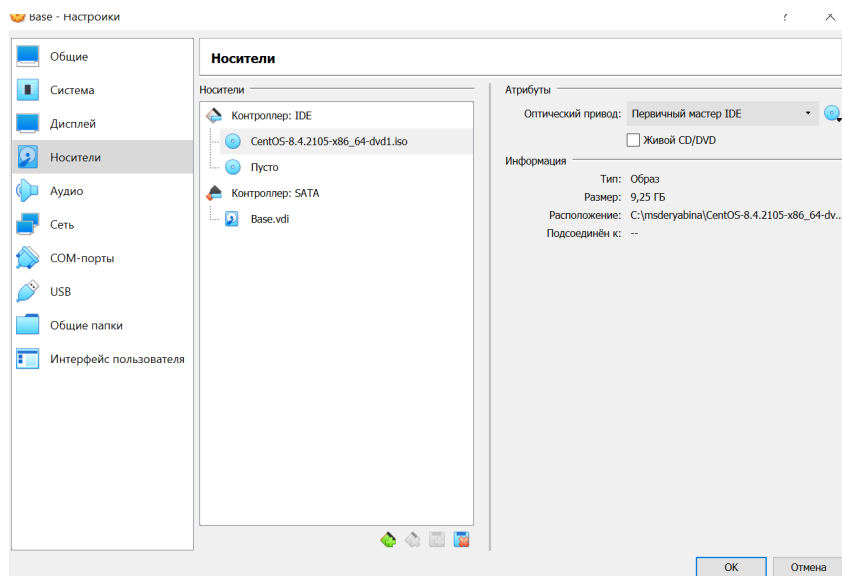 Base - Настройки
?
Общие
Система
Дисплей
Носители
Аудио
Сеть
COM-порты
USB
Общие папки
Интерфейс пользователя
Носители
Носители
Контроллер: IDE
CentOS-8.4.2105-x86_64-dvd1.iso
Пусто
Контроллер: SATA
Base.vdi
Атрибуты
Оптический привод: Первичный мастер IDE
Живой CD/DVD
Информация
Тип: Образ
Размер: 9,25 ГБ
Расположение: C:\msderyabina\CentOS-8.4.2105-x86_64-dv...
Подсоединён к: --
OK Отмена